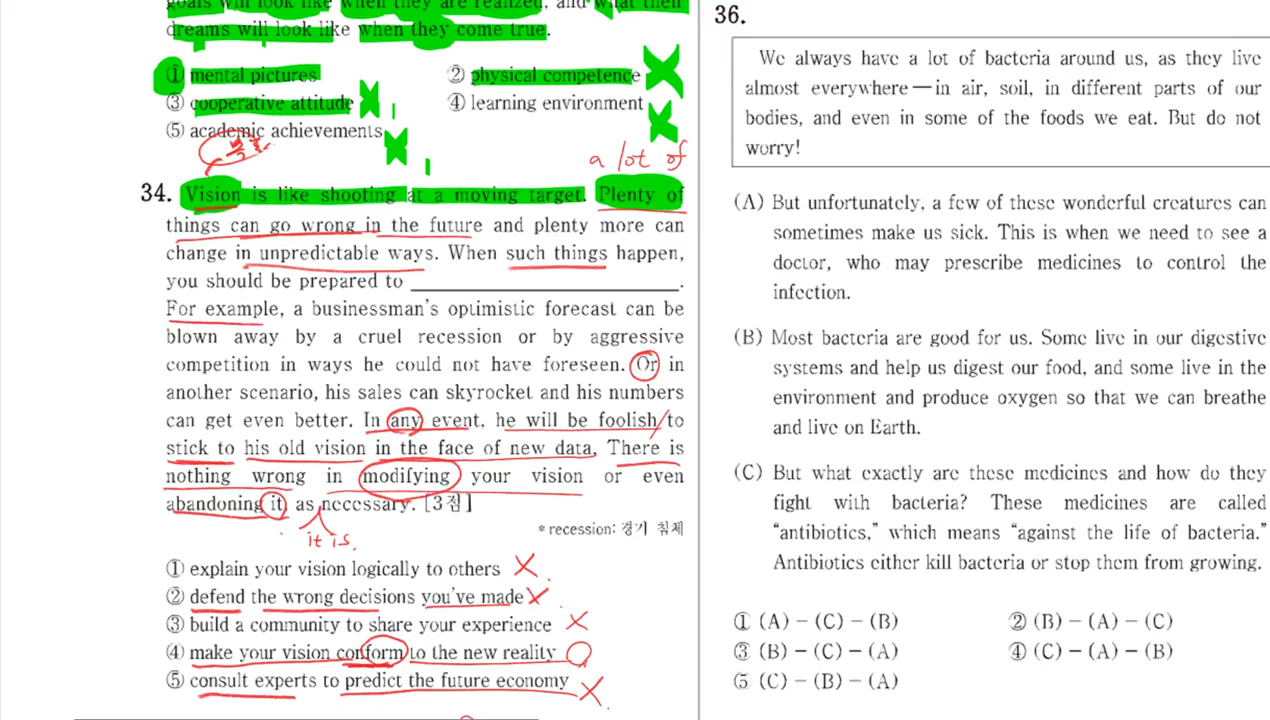 goals will look like when they are realized, and what their
dreams will look like when they come true.
① mental pictures
② physical competence
③ cooperative attitude
④ learning environment
⑤ academic achievements
a lot of
34. Vision is like shooting at a moving target. Plenty of
things can go wrong in the future and plenty more can
change in unpredictable ways. When such things happen,
you should be prepared to ______________________.
For example, a businessman's optimistic forecast can be
blown away by a cruel recession or by aggressive
competition in ways he could not have foreseen. Or in
another scenario, his sales can skyrocket and his numbers
can get even better. In any event, he will be foolish to
stick to his old vision in the face of new data. There is
nothing wrong in modifying your vision or even
abandoning it, as necessary. [3점]
it is
* recession: 경기 침체
① explain your vision logically to others
② defend the wrong decisions you've made
③ build a community to share your experience
④ make your vision conform to the new reality
⑤ consult experts to predict the future economy
36.
We always have a lot of bacteria around us, as they live
almost everywhere — in air, soil, in different parts of our
bodies, and even in some of the foods we eat. But do not
worry!
(A) But unfortunately, a few of these wonderful creatures can
sometimes make us sick. This is when we need to see a
doctor, who may prescribe medicines to control the
infection.
(B) Most bacteria are good for us. Some live in our digestive
systems and help us digest our food, and some live in the
environment and produce oxygen so that we can breathe
and live on Earth.
(C) But what exactly are these medicines and how do they
fight with bacteria? These medicines are called
“antibiotics,” which means “against the life of bacteria.”
Antibiotics either kill bacteria or stop them from growing.
① (A) - (C) - (B)
② (B) - (A) - (C)
③ (B) - (C) - (A)
④ (C) - (A) - (B)
⑤ (C) - (B) - (A)